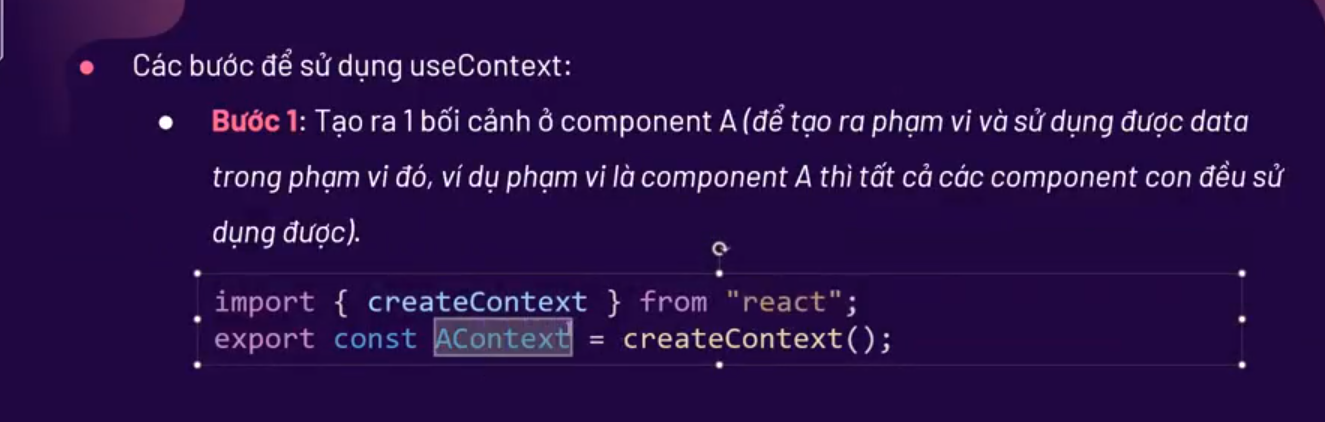 Các bước để sử dụng useContext:
Bước 1: Tạo ra 1 bối cảnh ở component A (để tạo ra phạm vi và sử dụng được data
trong phạm vi đó, ví dụ phạm vi là component A thì tất cả các component con đều sử
dụng được).
import { createContext } from "react";
export const AContext = createContext();